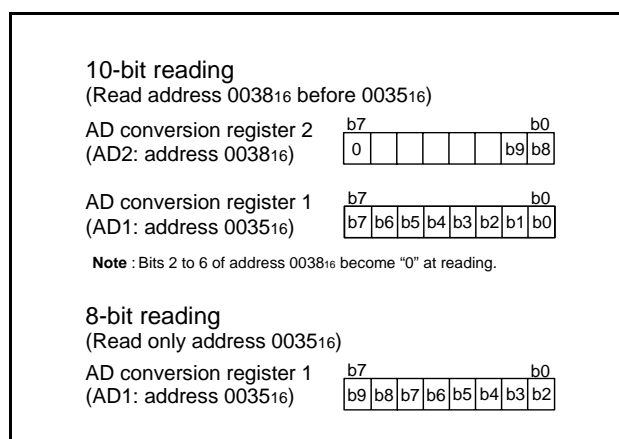 10-bit reading
(Read address 003816 before 003516)
b7 b0
AD conversion register 2
(AD2: address 003816)
0 b9 b8
b7 b0
AD conversion register 1
(AD1: address 003516)
b7 b6 b5 b4 b3 b2 b1 b0
Note : Bits 2 to 6 of address 003816 become “0” at reading.
8-bit reading
(Read only address 003516)
b7 b0
AD conversion register 1
(AD1: address 003516)
b9 b8 b7 b6 b5 b4 b3 b2